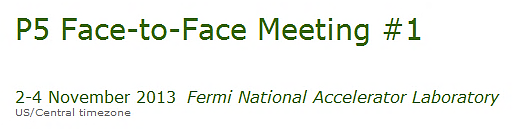 P5 Face-to-Face Meeting #1
2-4 November 2013 Fermi National Accelerator Laboratory
US/Central timezone